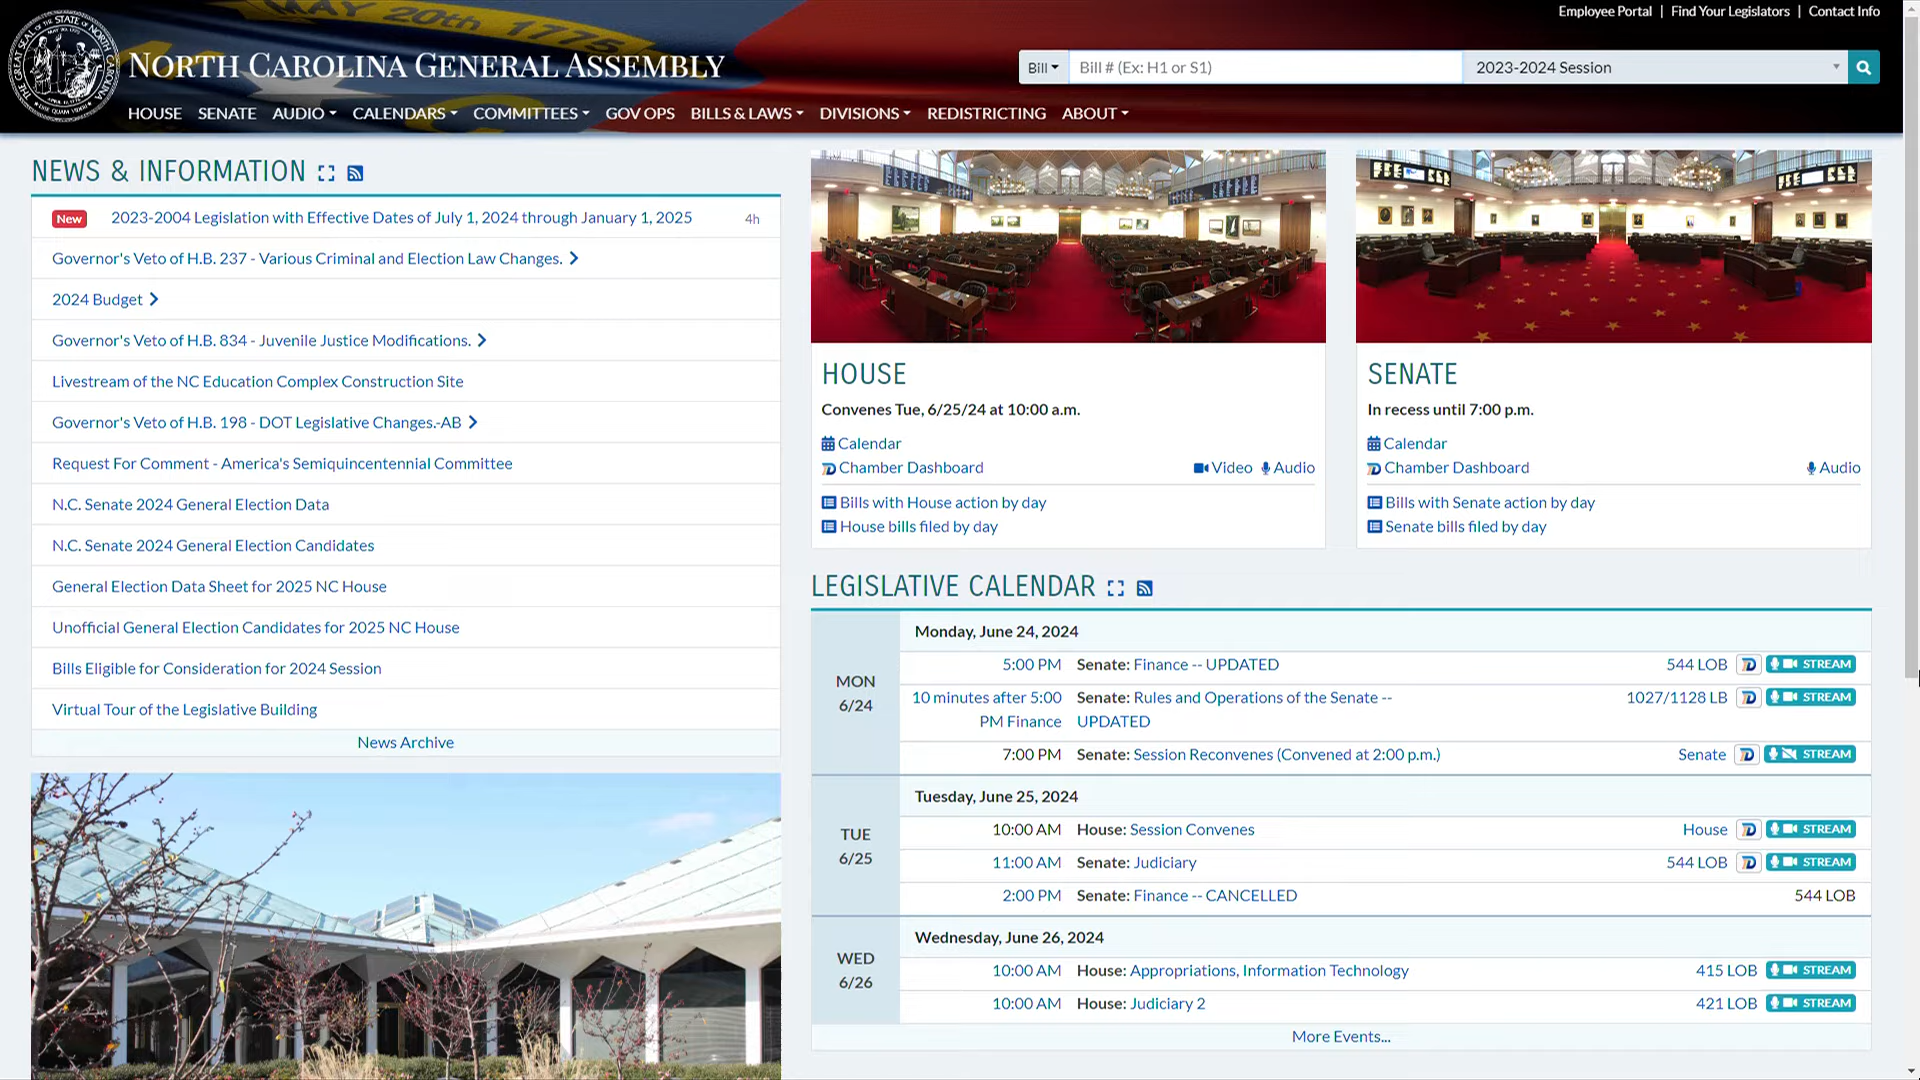 Employee Portal | Find Your Legislators | Contact Info
MAY 20th 1775
NORTH CAROLINA GENERAL ASSEMBLY
Bill
Bill # (Ex: H1 or S1)
2023-2024 Session
HOUSE SENATE AUDIO CALENDARS COMMITTEES GOV OPS BILLS & LAWS DIVISIONS REDISTRICTING ABOUT
NEWS & INFORMATION
New 2023-2004 Legislation with Effective Dates of July 1, 2024 through January 1, 2025 4h
Governor's Veto of H.B. 237 - Various Criminal and Election Law Changes.
2024 Budget
Governor's Veto of H.B. 834 - Juvenile Justice Modifications.
Livestream of the NC Education Complex Construction Site
Governor's Veto of H.B. 198 - DOT Legislative Changes.-AB
Request For Comment - America's Semiquincentennial Committee
N.C. Senate 2024 General Election Data
N.C. Senate 2024 General Election Candidates
General Election Data Sheet for 2025 NC House
Unofficial General Election Candidates for 2025 NC House
Bills Eligible for Consideration for 2024 Session
Virtual Tour of the Legislative Building
News Archive
HOUSE
Convenes Tue, 6/25/24 at 10:00 a.m.
Calendar
Chamber Dashboard Video Audio
Bills with House action by day
House bills filed by day
SENATE
In recess until 7:00 p.m.
Calendar
Chamber Dashboard Audio
Bills with Senate action by day
Senate bills filed by day
LEGISLATIVE CALENDAR
MON
6/24
Monday, June 24, 2024
5:00 PM Senate: Finance -- UPDATED 544 LOB STREAM
10 minutes after 5:00 Senate: Rules and Operations of the Senate -- 1027/1128 LB STREAM
PM Finance UPDATED
7:00 PM Senate: Session Reconvenes (Convened at 2:00 p.m.) Senate STREAM
TUE
6/25
Tuesday, June 25, 2024
10:00 AM House: Session Convenes House STREAM
11:00 AM Senate: Judiciary 544 LOB STREAM
2:00 PM Senate: Finance -- CANCELLED 544 LOB
WED
6/26
Wednesday, June 26, 2024
10:00 AM House: Appropriations, Information Technology 415 LOB STREAM
10:00 AM House: Judiciary 2 421 LOB STREAM
More Events...